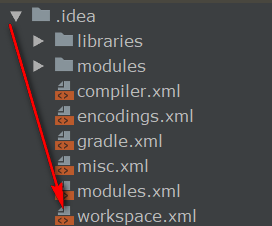 .idea
libraries
modules
compiler.xml
encodings.xml
gradle.xml
misc.xml
modules.xml
workspace.xml